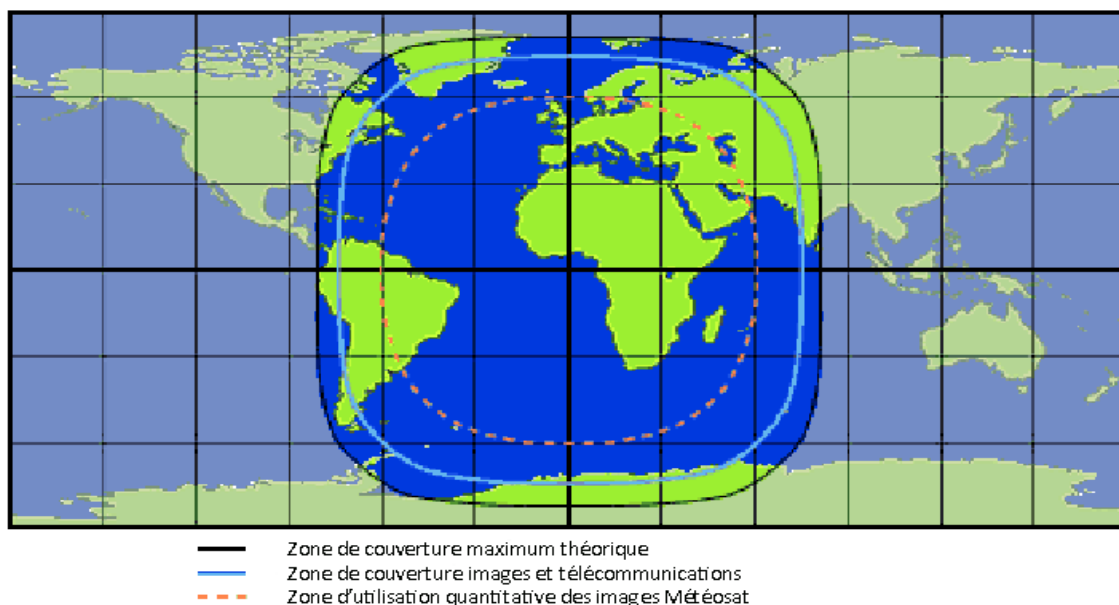 Zone de couverture maximum théorique
Zone de couverture images et télécommunications
Zone d'utilisation quantitative des images Météosat